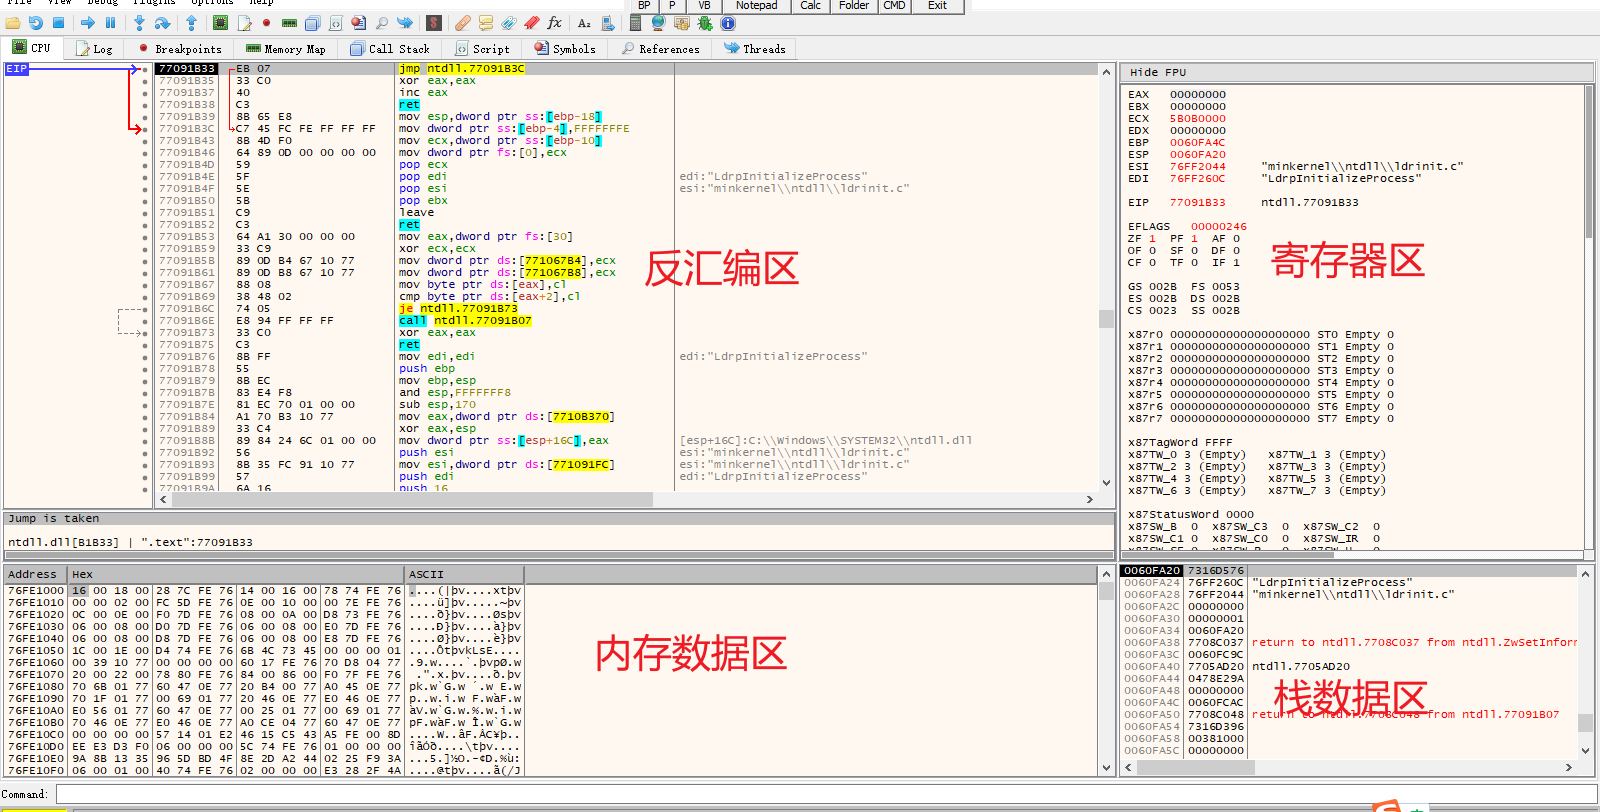 File View Debug Plugins Options Help
BP P VB Notepad Calc Folder CMD Exit
CPU Log Breakpoints Memory Map Call Stack Script Symbols References Threads
EIP
77091B33 EB 07 jmp ntdll.77091B3C
77091B35 33 C0 xor eax,eax
77091B37 40 inc eax
77091B38 C3 ret
77091B39 8B 65 E8 mov esp,dword ptr ss:[ebp-18]
77091B3C C7 45 FC FE FF FF FF mov dword ptr ss:[ebp-4],FFFFFFFE
77091B43 8B 4D F0 mov ecx,dword ptr ss:[ebp-10]
77091B46 64 89 0D 00 00 00 00 mov dword ptr fs:[0],ecx
77091B4D 59 pop ecx
77091B4E 5F pop edi edi:"LdrpInitializeProcess"
77091B4F 5E pop esi esi:"minkernel\\ntdll\\ldrinit.c"
77091B50 5B pop ebx
77091B51 C9 leave
77091B52 C3 ret
77091B53 64 A1 30 00 00 00 mov eax,dword ptr fs:[30]
77091B59 33 C9 xor ecx,ecx
77091B5B 89 0D B4 67 10 77 mov dword ptr ds:[771067B4],ecx
77091B61 89 0D B8 67 10 77 mov dword ptr ds:[771067B8],ecx
77091B67 88 08 mov byte ptr ds:[eax],cl
77091B69 38 48 02 cmp byte ptr ds:[eax+2],cl
77091B6C 74 05 je ntdll.77091B73
77091B6E E8 94 FF FF FF call ntdll.77091B07
77091B73 33 C0 xor eax,eax
77091B75 C3 ret
77091B76 8B FF mov edi,edi edi:"LdrpInitializeProcess"
77091B78 55 push ebp
77091B79 8B EC mov ebp,esp
77091B7B 83 E4 F8 and esp,FFFFFFF8
77091B7E 81 EC 70 01 00 00 sub esp,170
77091B84 A1 70 B3 10 77 mov eax,dword ptr ds:[7710B370]
77091B89 33 C4 xor eax,esp
77091B8B 89 84 24 6C 01 00 00 mov dword ptr ss:[esp+16C],eax [esp+16C]:C:\\Windows\\SYSTEM32\\ntdll.dll
77091B92 56 push esi esi:"minkernel\\ntdll\\ldrinit.c"
77091B93 8B 35 FC 91 10 77 mov esi,dword ptr ds:[771091FC] esi:"minkernel\\ntdll\\ldrinit.c"
77091B99 57 push edi edi:"LdrpInitializeProcess"
77091B9A 6A 16 push 16
反汇编区
Jump is taken
ntdll.dll[B1B33] | ".text":77091B33
Hide FPU
EAX 00000000
EBX 00000000
ECX 5B0B0000
EDX 00000000
EBP 0060FA4C
ESP 0060FA20
ESI 76FF2044 "minkernel\\ntdll\\ldrinit.c"
EDI 76FF260C "LdrpInitializeProcess"
EIP 77091B33 ntdll.77091B33
EFLAGS 00000246
ZF 1 PF 1 AF 0
OF 0 SF 0 DF 0
CF 0 TF 0 IF 1
寄存器区
GS 002B FS 0053
ES 002B DS 002B
CS 0023 SS 002B
x87r0 00000000000000000000 ST0 Empty 0
x87r1 00000000000000000000 ST1 Empty 0
x87r2 00000000000000000000 ST2 Empty 0
x87r3 00000000000000000000 ST3 Empty 0
x87r4 00000000000000000000 ST4 Empty 0
x87r5 00000000000000000000 ST5 Empty 0
x87r6 00000000000000000000 ST6 Empty 0
x87r7 00000000000000000000 ST7 Empty 0
x87TagWord FFFF
x87TW_0 3 (Empty) x87TW_1 3 (Empty)
x87TW_2 3 (Empty) x87TW_3 3 (Empty)
x87TW_4 3 (Empty) x87TW_5 3 (Empty)
x87TW_6 3 (Empty) x87TW_7 3 (Empty)
x87StatusWord 0000
x87SW_B 0 x87SW_C3 0 x87SW_C2 0
x87SW_C1 0 x87SW_C0 0 x87SW_IR 0
Address Hex ASCII
76FE1000 16 00 18 00 28 7C FE 76 14 00 16 00 78 74 FE 76 ....(|þv....xtþv
76FE1010 00 00 02 00 FC 5D FE 76 0E 00 10 00 00 7E FE 76 ....ü]þv.....~þv
76FE1020 0C 00 0E 00 F0 7D FE 76 08 00 0A 00 D8 73 FE 76 ....ð}þv....Øsþv
76FE1030 06 00 08 00 D0 7D FE 76 06 00 08 00 E0 7D FE 76 ....Ð}þv....à}þv
76FE1040 06 00 08 00 D8 7D FE 76 06 00 08 00 E8 7D FE 76 ....Ø}þv....è}þv
76FE1050 1C 00 1E 00 D4 74 FE 76 6B 4C 73 45 00 00 00 01 ....ÔtþvkLsE....
76FE1060 00 39 10 77 00 00 00 00 60 17 FE 76 70 D8 04 77 .9.w....`.þvpØ.w
76FE1070 20 00 22 00 78 80 FE 76 84 00 86 00 F0 7F FE 76
76FE1080 70 6B 01 77 60 47 0E 77 20 B4 00 77 A0 45 0E 77 pk.w`G.w ´.w E.w
76FE1090 70 1F 01 77 00 69 01 77 20 46 0E 77 E0 46 0E 77 p..w.i.w F.wàF.w
76FE10A0 E0 56 01 77 60 47 0E 77 00 25 01 77 00 69 01 77 àV.w`G.w.%.w.i.w
76FE10B0 70 46 0E 77 E0 46 0E 77 A0 CE 04 77 60 47 0E 77 pF.wàF.w Î.w`G.w
76FE10C0 00 00 00 00 57 14 01 E2 46 15 C5 43 A5 FE 00 8D
76FE10D0 EE E3 D3 F0 06 00 00 00 5C 74 FE 76 01 00 00 00 îãÓð....\tþv....
76FE10E0 9A 8B 13 35 96 5D BD 4F 8E 2D A2 44 02 25 F9 3A
76FE10F0 06 00 01 00 40 74 FE 76 02 00 00 00 E3 28 2F 4A ....@tþv....ã(/J
内存数据区
0060FA20 7316D576
0060FA24 76FF260C "LdrpInitializeProcess"
0060FA28 76FF2044 "minkernel\\ntdll\\ldrinit.c"
0060FA2C 00000000
0060FA30 00000001
0060FA34 0060FA20
0060FA38 7708C037 return to ntdll.7708C037 from ntdll.ZwSetInfor
0060FA3C 0060FC9C
0060FA40 7705AD20 ntdll.7705AD20
0060FA44 0478E29A
0060FA48 00000000
0060FA4C 0060FCAC
0060FA50 7708C048 return to ntdll.7708C048 from ntdll.77091B07
0060FA54 7316D396
0060FA58 00381000
0060FA5C 00000000
栈数据区
Command: